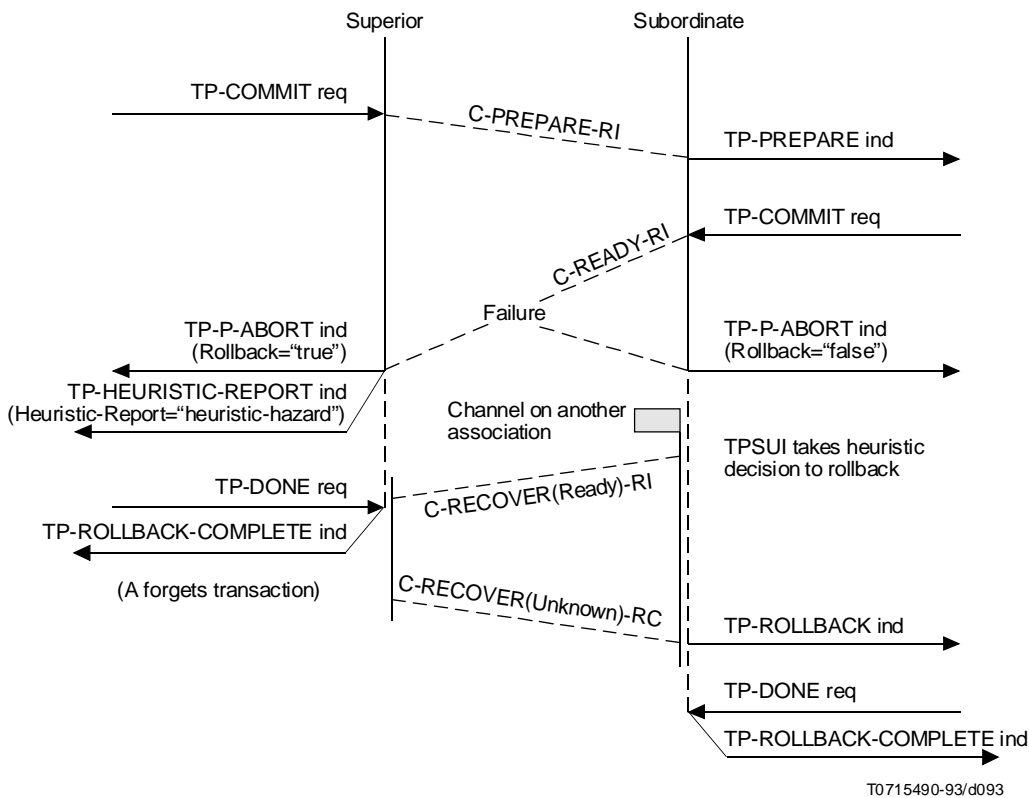 Superior
Subordinate
TP-COMMIT req
C-PREPARE-RI
TP-PREPARE ind
TP-COMMIT req
C-READY-RI
Failure
TP-P-ABORT ind
(Rollback=“true”)
TP-P-ABORT ind
(Rollback=“false”)
TP-HEURISTIC-REPORT ind
(Heuristic-Report=“heuristic-hazard”)
Channel on another
association
TPSUI takes heuristic
decision to rollback
TP-DONE req
C-RECOVER(Ready)-RI
TP-ROLLBACK-COMPLETE ind
(A forgets transaction)
C-RECOVER(Unknown)-RC
TP-ROLLBACK ind
TP-DONE req
TP-ROLLBACK-COMPLETE ind
T0715490-93/d093